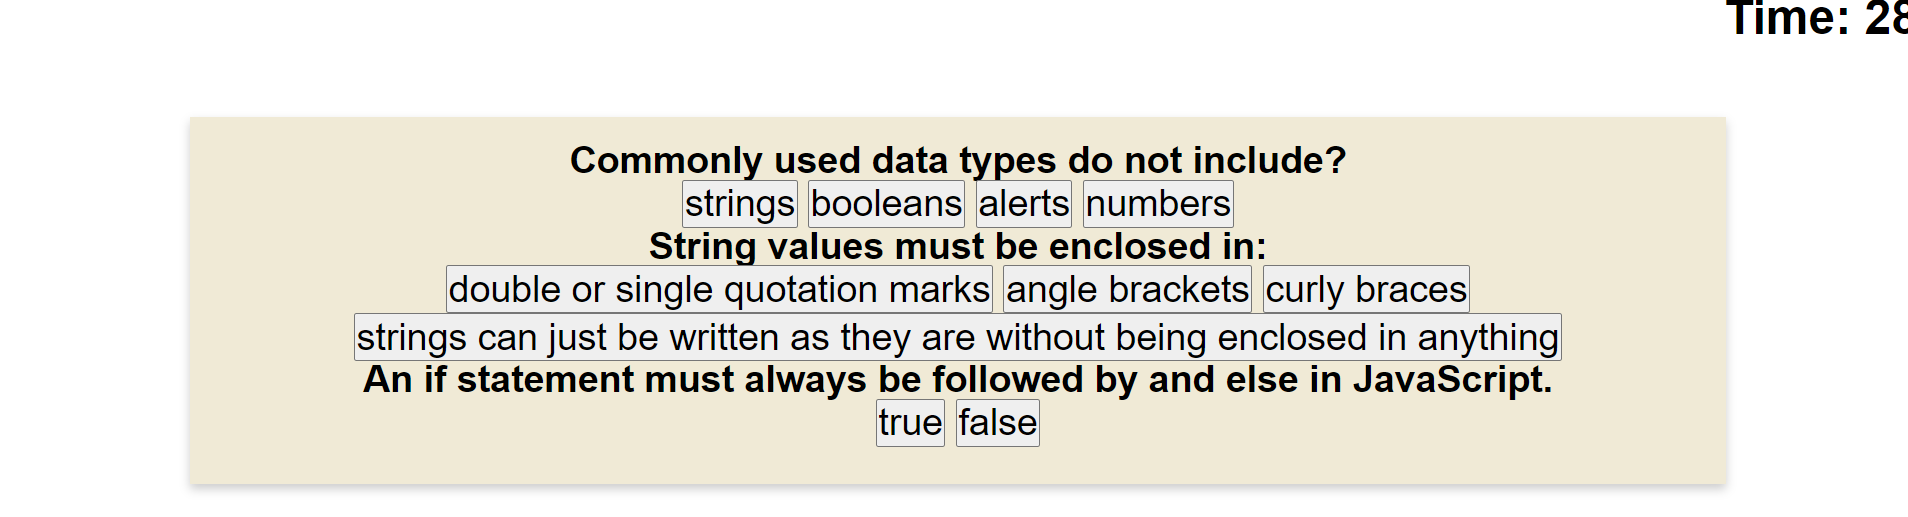 Time: 28
Commonly used data types do not include?
strings booleans alerts numbers
String values must be enclosed in:
double or single quotation marks angle brackets curly braces
strings can just be written as they are without being enclosed in anything
An if statement must always be followed by and else in JavaScript.
true false